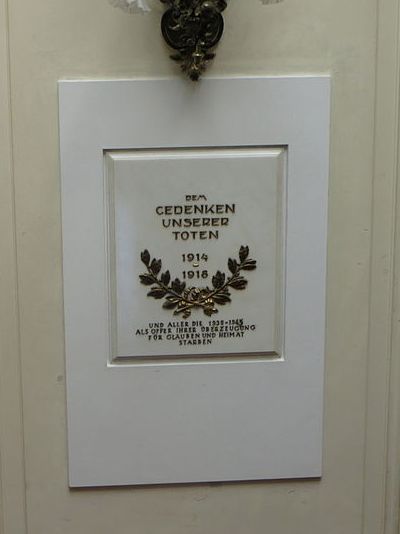 DEM
GEDENKEN
UNSERER
TOTEN
1914
-
1918
UND ALLER DIE 1938-1945
ALS OPFER IHRER ÜBERZEUGUNG
FÜR GLAUBEN UND HEIMAT
STARBEN